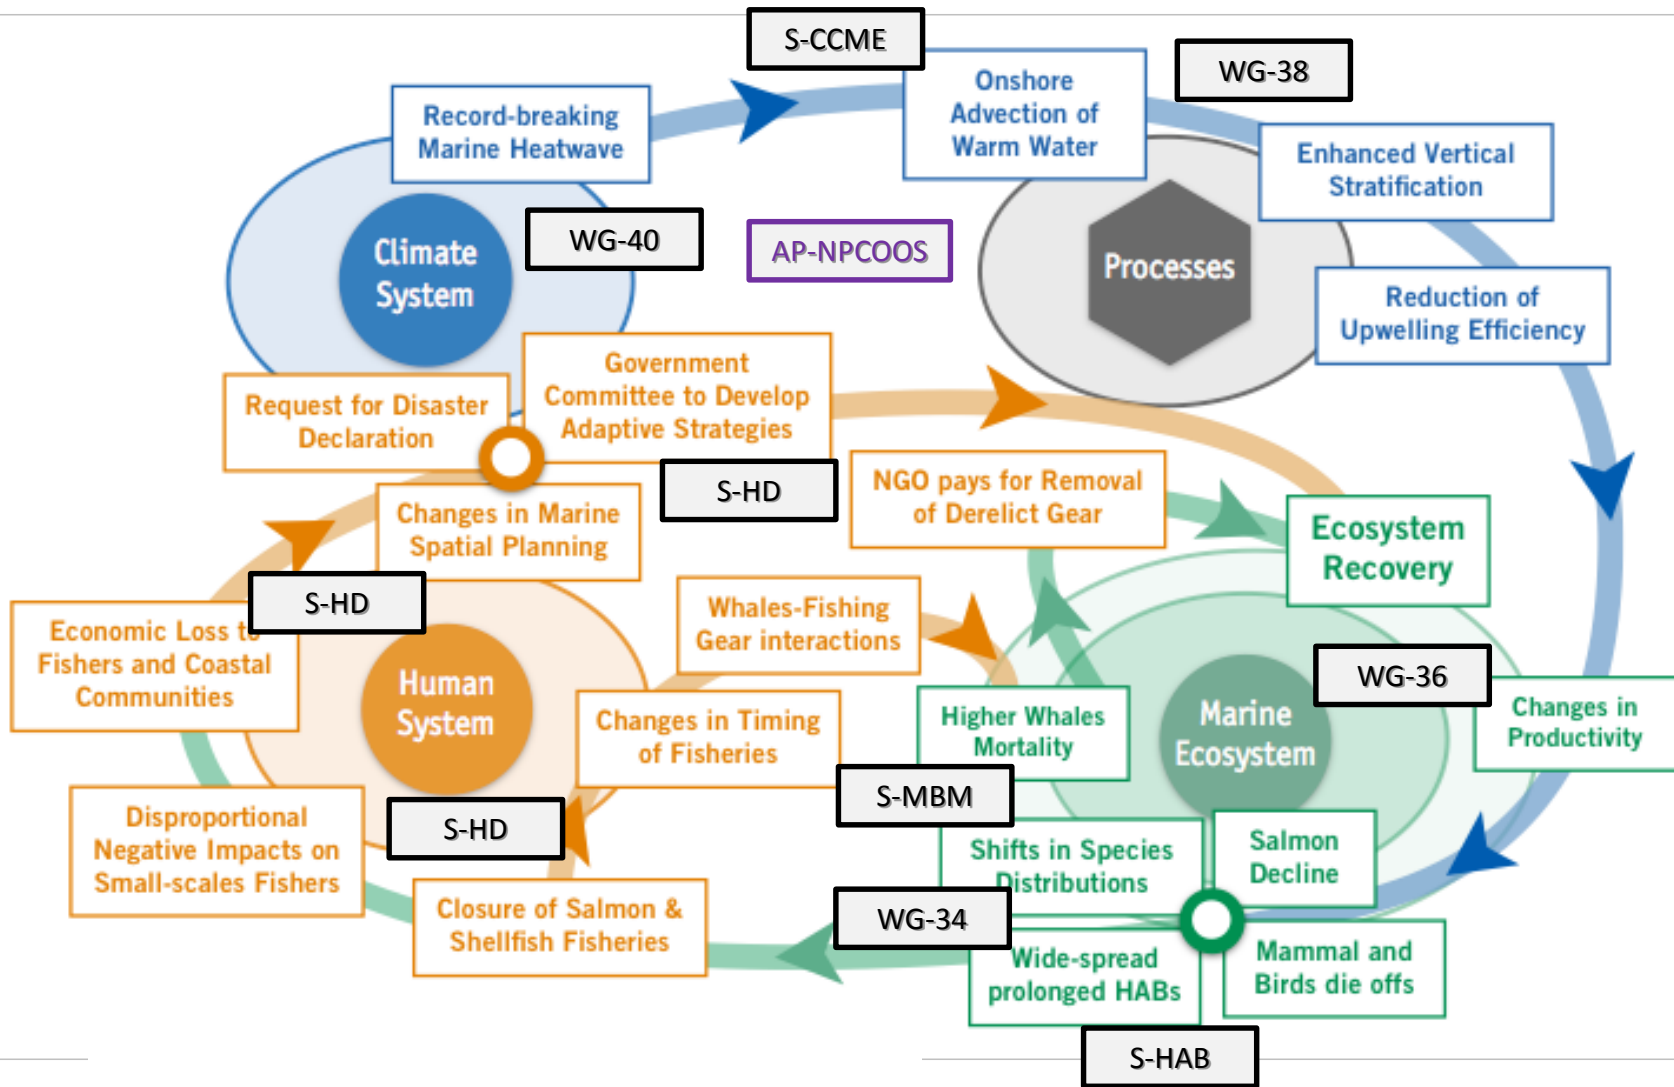 S-CCME
Onshore
Advection of
Warm Water
WG-38
Record-breaking
Marine Heatwave
Enhanced Vertical
Stratification
WG-40
AP-NPCOOS
Climate
System
Processes
Reduction of
Upwelling Efficiency
Government
Committee to Develop
Adaptive Strategies
Request for Disaster
Declaration
S-HD
NGO pays for Removal
of Derelict Gear
Changes in Marine
Spatial Planning
Ecosystem
Recovery
S-HD
Whales-Fishing
Gear interactions
Economic Loss to
Fishers and Coastal
Communities
Human
System
WG-36
Changes in Timing
of Fisheries
Higher Whales
Mortality
Marine
Ecosystem
Changes in
Productivity
S-MBM
Disproportional
Negative Impacts on
Small-scales Fishers
S-HD
Shifts in Species
Distributions
Salmon
Decline
Closure of Salmon &
Shellfish Fisheries
WG-34
Wide-spread
prolonged HABs
Mammal and
Birds die offs
S-HAB